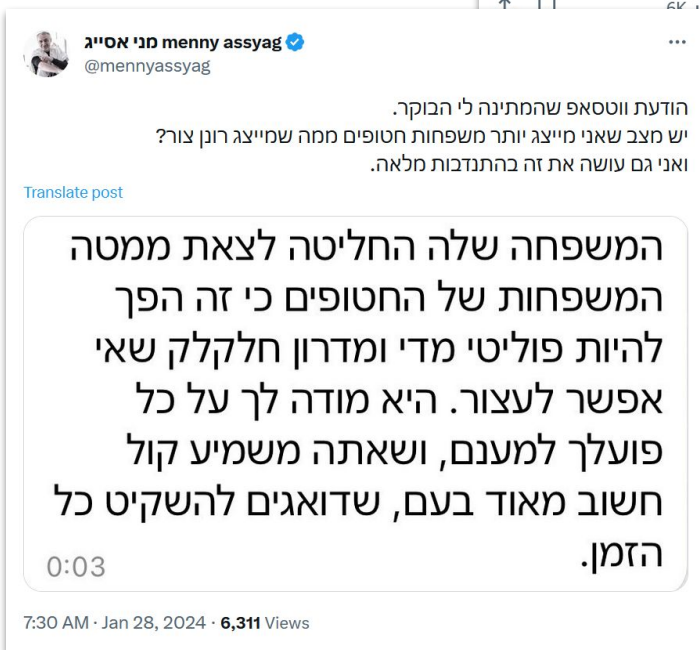 6K
מני אסייג menny assyag
@mennyassyag
הודעת ווטסאפ שהמתינה לי הבוקר.
יש מצב שאני מייצג יותר משפחות חטופים ממה שמייצג רונן צור?
ואני גם עושה את זה בהתנדבות מלאה.
Translate post
המשפחה שלה החליטה לצאת ממטה
המשפחות של החטופים כי זה הפך
להיות פוליטי מדי ומדרון חלקלק שאי
אפשר לעצור. היא מודה לך על כל
פועלך למענם, ושאתה משמיע קול
חשוב מאוד בעם, שדואגים להשקיט כל
הזמן.
0:03
7:30 AM · Jan 28, 2024 · 6,311 Views